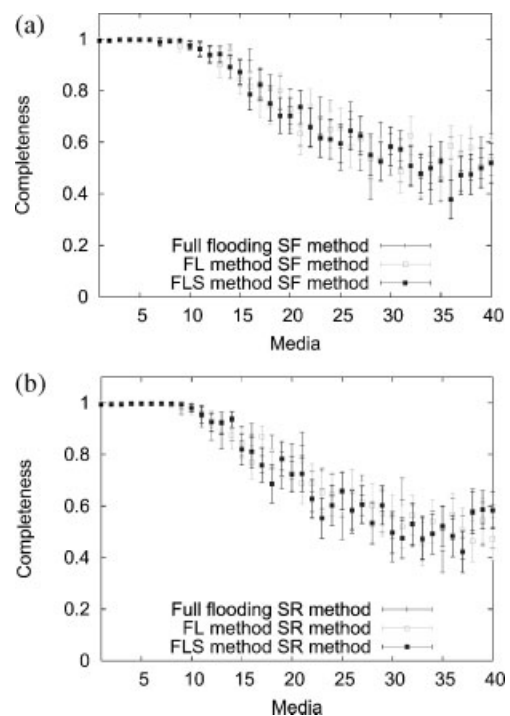 (a)
1
0.8
0.6
0.4
0.2
0
Completeness
Full flooding SF method
FL method SF method
FLS method SF method
5 10 15 20 25 30 35 40
Media
(b)
1
0.8
0.6
0.4
0.2
0
Completeness
Full flooding SR method
FL method SR method
FLS method SR method
5 10 15 20 25 30 35 40
Media